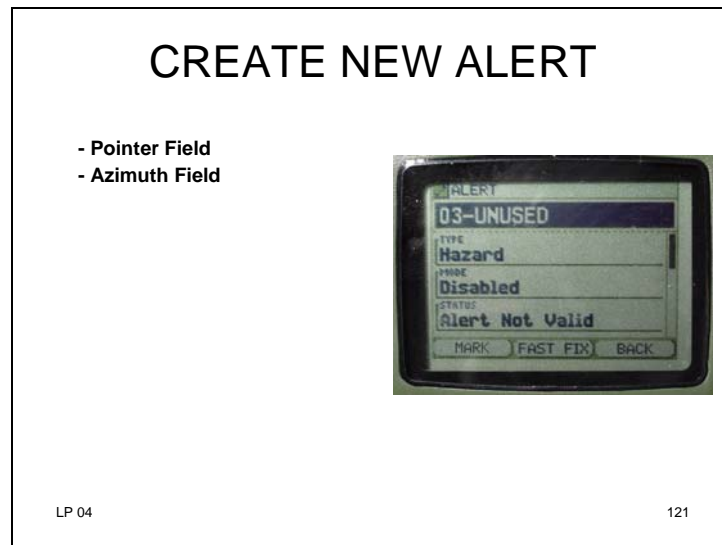 CREATE NEW ALERT
- Pointer Field
- Azimuth Field
ALERT
03-UNUSED
TYPE
Hazard
MODE
Disabled
STATUS
Alert Not Valid
MARK FAST FIX BACK
LP 04
121